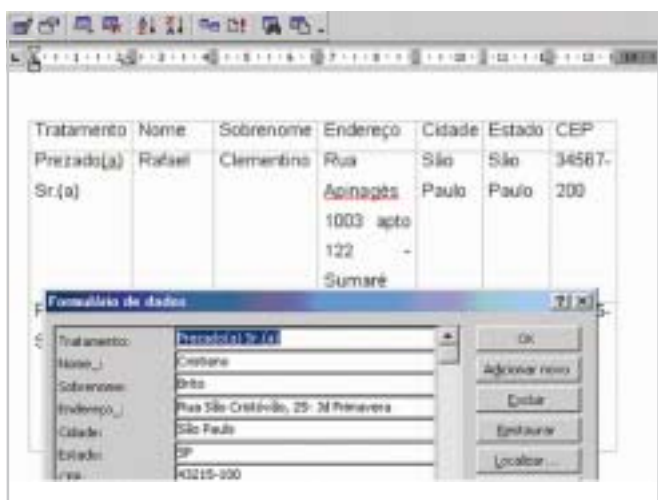 Tratamento Nome Sobrenome Endereço Cidade Estado CEP
Prezado(a) Rafael Clementino Rua São São 34567-
Sr.(a) Apinagés Paulo Paulo 200
1003 apto
122 -
Sumaré
Formulário de dados
Tratamento: Prezado(a) Sr.(a) OK
Nome_: Cristiana Adicionar novo
Sobrenome: Brito Excluir
Endereço_: Rua São Cristóvão, 25- Jd Primavera
Cidade: São Paulo Restaurar
Estado: SP Localizar...
CEP: 43215-100